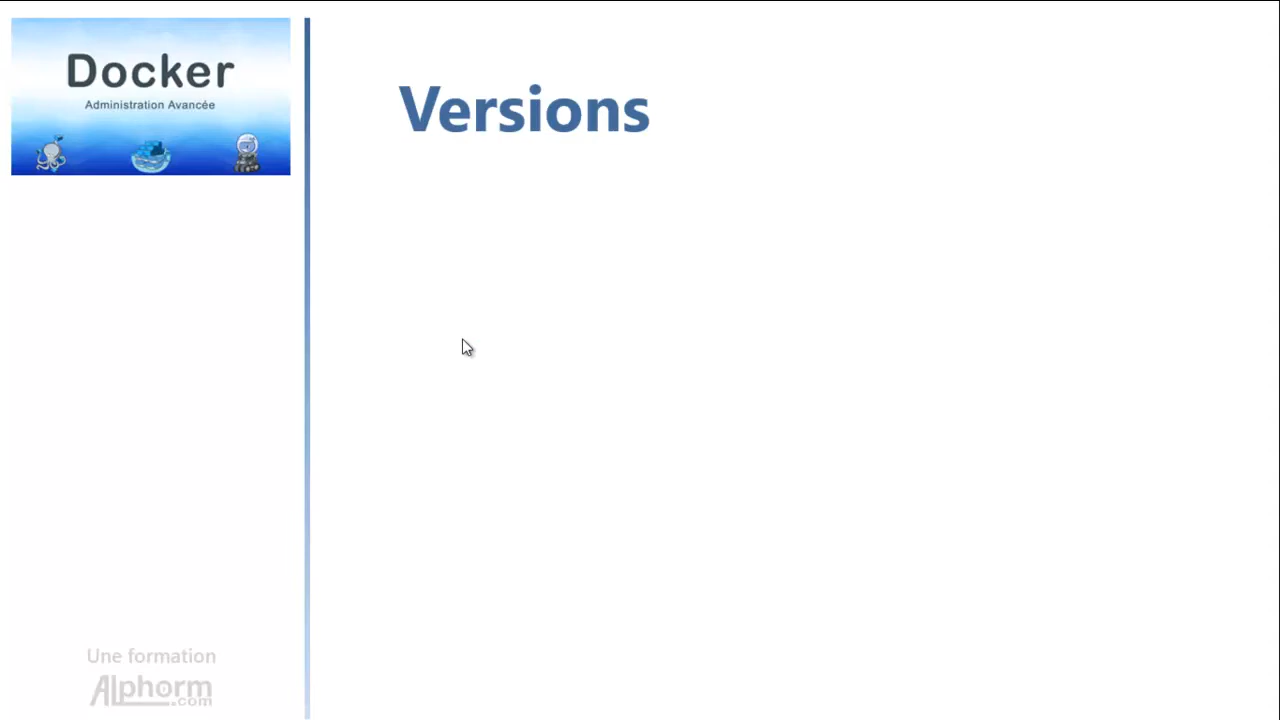 Docker
Administration Avancée
Versions
Une formation
Alphorm
.com